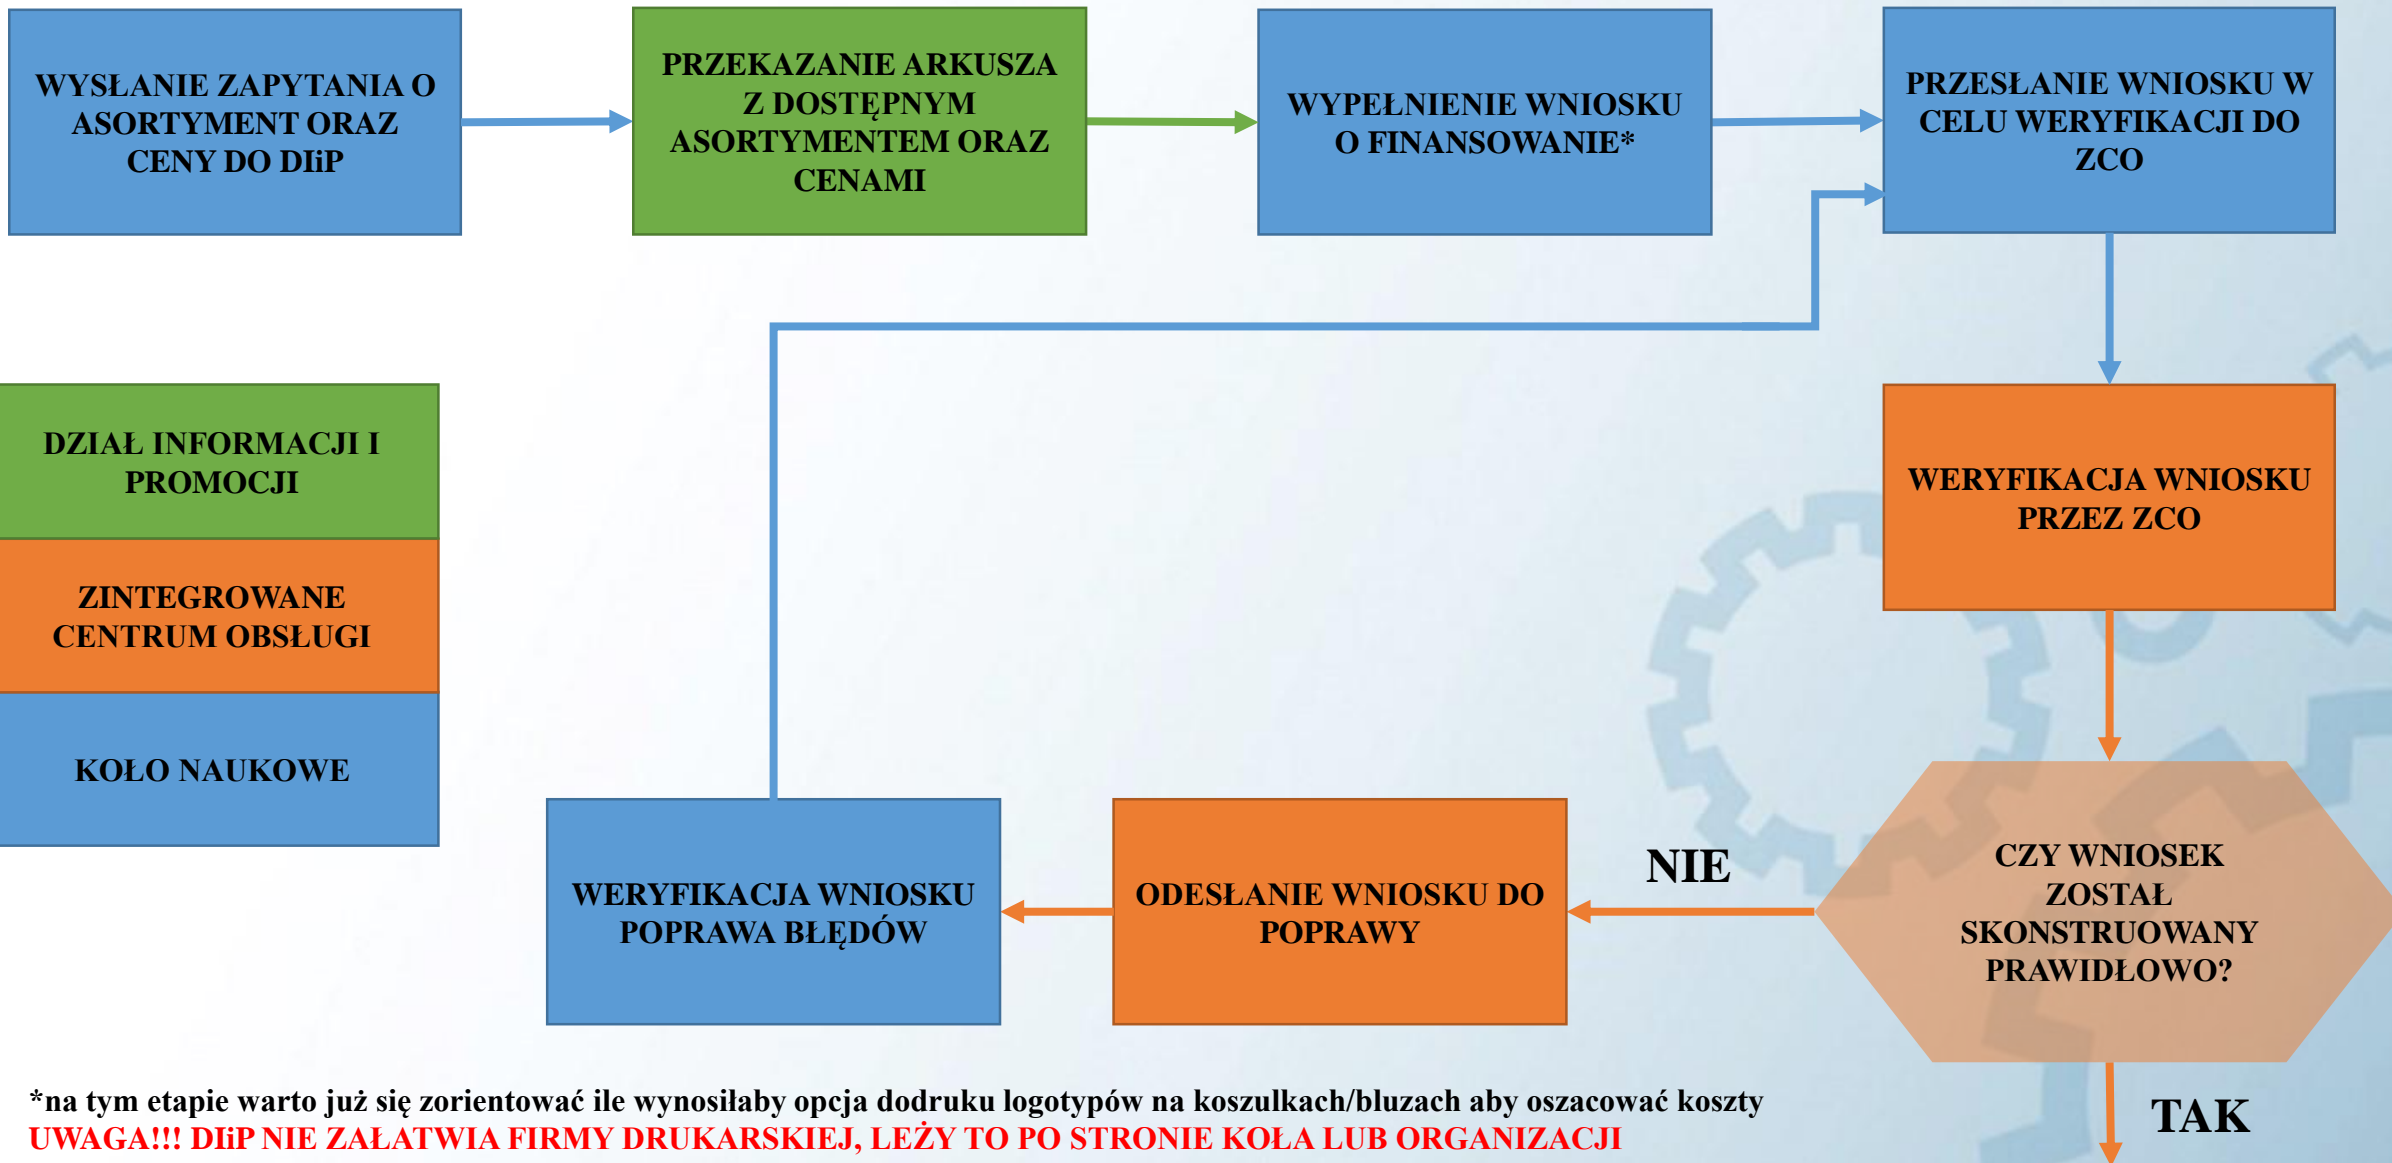 WYSŁANIE ZAPYTANIA O
ASORTYMENT ORAZ
CENY DO DIiP
PRZEKAZANIE ARKUSZA
Z DOSTĘPNYM
ASORTYMENTEM ORAZ
CENAMI
WYPEŁNIENIE WNIOSKU
O FINANSOWANIE*
PRZESŁANIE WNIOSKU W
CELU WERYFIKACJI DO
ZCO
DZIAŁ INFORMACJI I
PROMOCJI
ZINTEGROWANE
CENTRUM OBSŁUGI
KOŁO NAUKOWE
WERYFIKACJA WNIOSKU
PRZEZ ZCO
CZY WNIOSEK
ZOSTAŁ
SKONSTRUOWANY
PRAWIDŁOWO?
NIE
ODESŁANIE WNIOSKU DO
POPRAWY
WERYFIKACJA WNIOSKU
POPRAWA BŁĘDÓW
TAK
*na tym etapie warto już się zorientować ile wynosiłaby opcja dodruku logotypów na koszulkach/bluzach aby oszacować koszty
UWAGA!!! DIiP NIE ZAŁATWIA FIRMY DRUKARSKIEJ, LEŻY TO PO STRONIE KOŁA LUB ORGANIZACJI